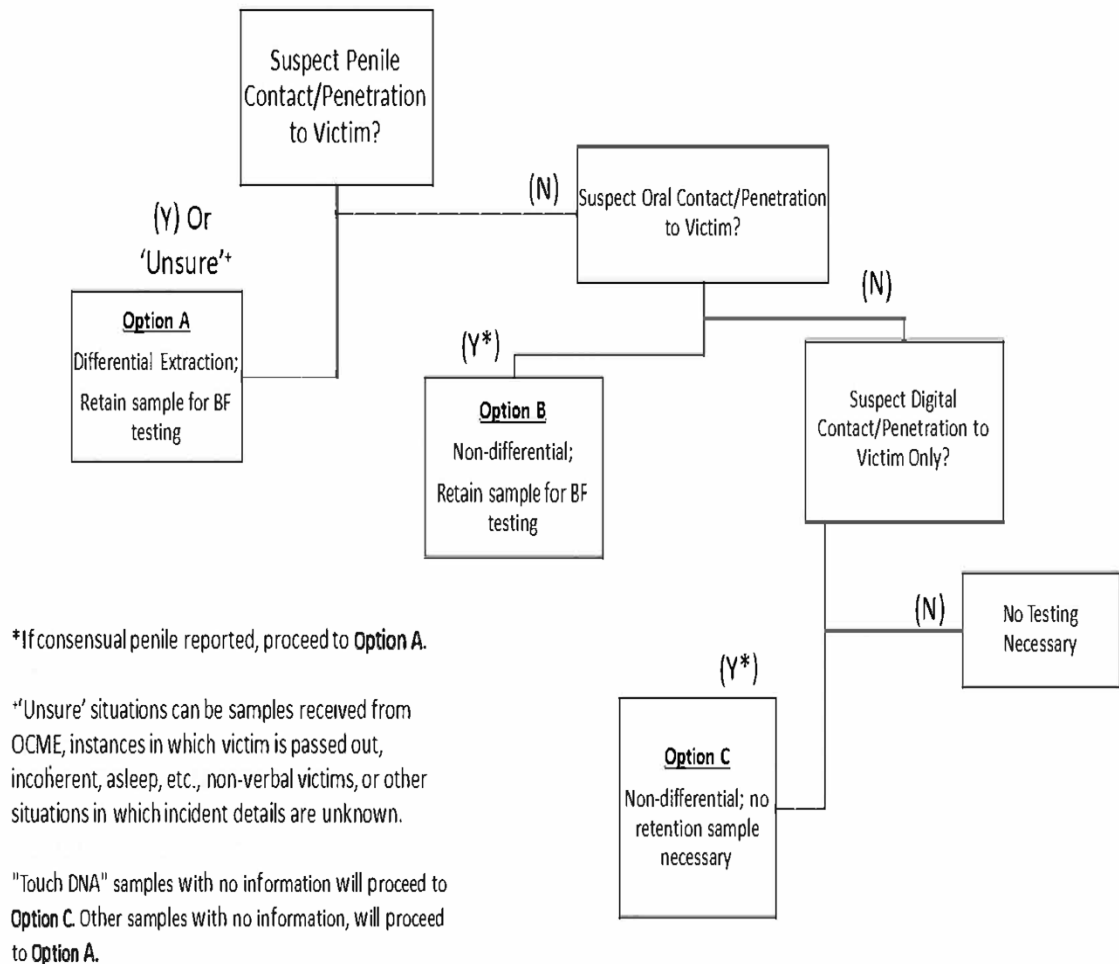 Suspect Penile
Contact/Penetration
to Victim?
(N)
Suspect Oral Contact/Penetration
to Victim?
(Y) Or
'Unsure'+
Option A
Differential Extraction;
Retain sample for BF
testing
(Y*)
(N)
Option B
Non-differential;
Retain sample for BF
testing
Suspect Digital
Contact/Penetration to
Victim Only?
(N)
No Testing
Necessary
(Y*)
Option C
Non-differential; no
retention sample
necessary
*If consensual penile reported, proceed to Option A.
+'Unsure' situations can be samples received from
OCME, instances in which victim is passed out,
incoherent, asleep, etc., non-verbal victims, or other
situations in which incident details are unknown.
"Touch DNA" samples with no information will proceed to
Option C. Other samples with no information, will proceed
to Option A.